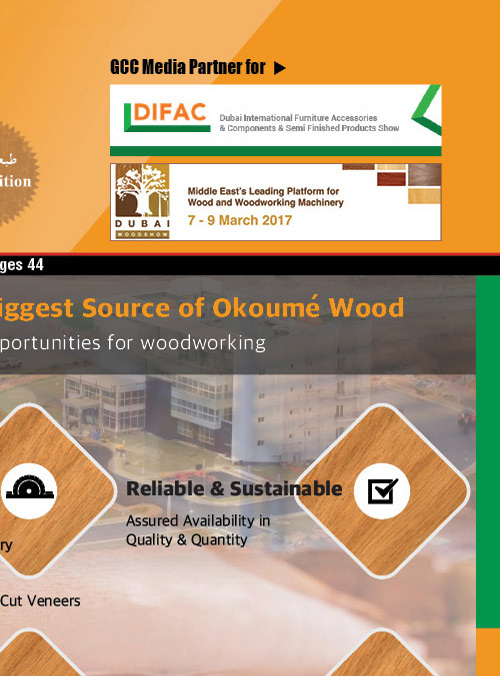 GCC Media Partner for
DIFAC
Dubai International Furniture Accessories
& Components & Semi Finished Products Show
طبع
ition
Middle East's Leading Platform for
Wood and Woodworking Machinery
7 - 9 March 2017
DUBAI
WOODSHOW
ges 44
iggest Source of Okoumé Wood
portunities for woodworking
Reliable & Sustainable
Assured Availability in
Quality & Quantity
ry
Cut Veneers